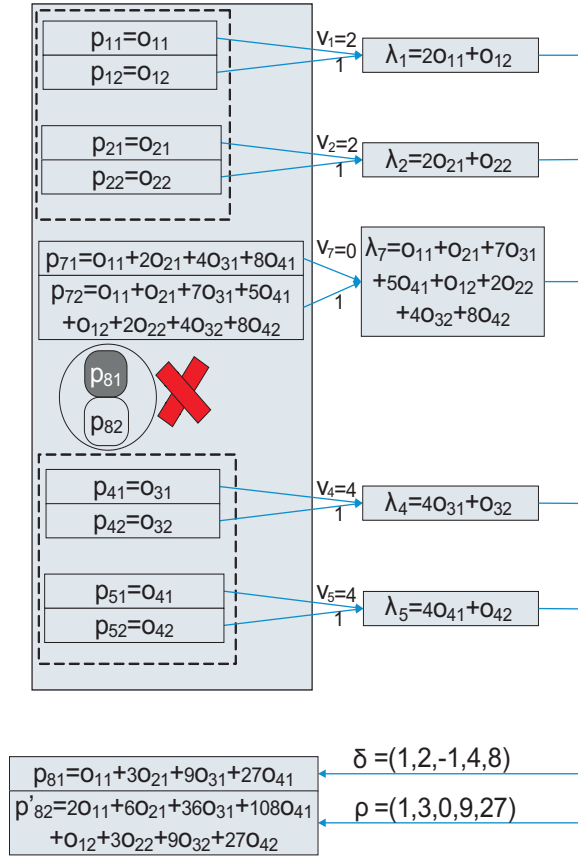 p₁₁=o₁₁
p₁₂=o₁₂
v₁=2
1
λ₁=2o₁₁+o₁₂
p₂₁=o₂₁
p₂₂=o₂₂
v₂=2
1
λ₂=2o₂₁+o₂₂
p₇₁=o₁₁+2o₂₁+4o₃₁+8o₄₁
p₇₂=o₁₁+o₂₁+7o₃₁+5o₄₁
+o₁₂+2o₂₂+4o₃₂+8o₄₂
v₇=0
1
λ₇=o₁₁+o₂₁+7o₃₁
+5o₄₁+o₁₂+2o₂₂
+4o₃₂+8o₄₂
p₈₁
p₈₂
p₄₁=o₃₁
p₄₂=o₃₂
v₄=4
1
λ₄=4o₃₁+o₃₂
p₅₁=o₄₁
p₅₂=o₄₂
v₅=4
1
λ₅=4o₄₁+o₄₂
p₈₁=o₁₁+3o₂₁+9o₃₁+27o₄₁
p'₈₂=2o₁₁+6o₂₁+36o₃₁+108o₄₁
+o₁₂+3o₂₂+9o₃₂+27o₄₂
δ =(1,2,-1,4,8)
ρ =(1,3,0,9,27)